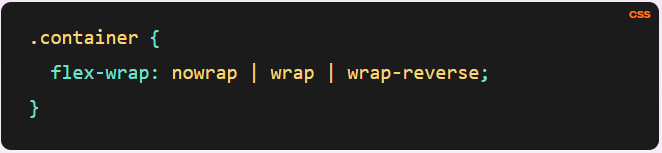 CSS
.container {
  flex-wrap: nowrap | wrap | wrap-reverse;
}